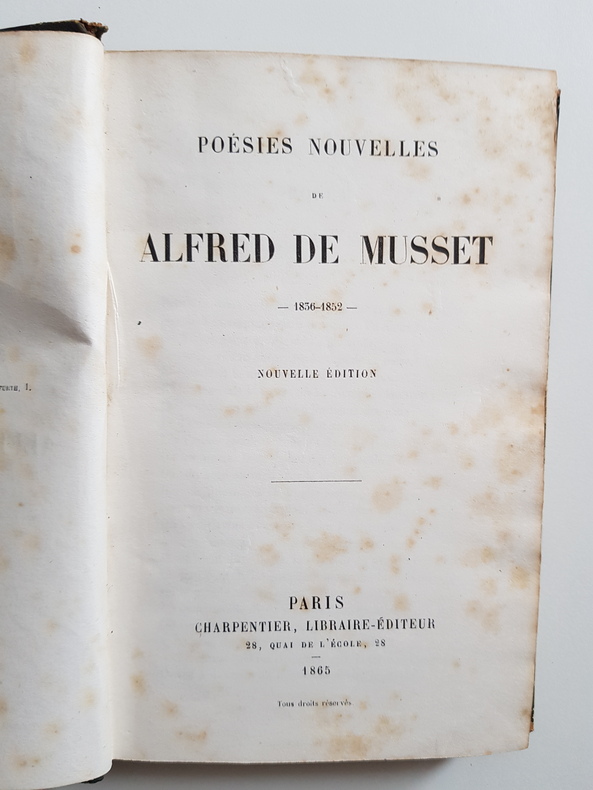 POÉSIES NOUVELLES
DE
ALFRED DE MUSSET
— 1836–1852 —
NOUVELLE ÉDITION
PARIS
CHARPENTIER, LIBRAIRE-ÉDITEUR
28, QUAI DE L'ÉCOLE, 28
1865
Tous droits réservés